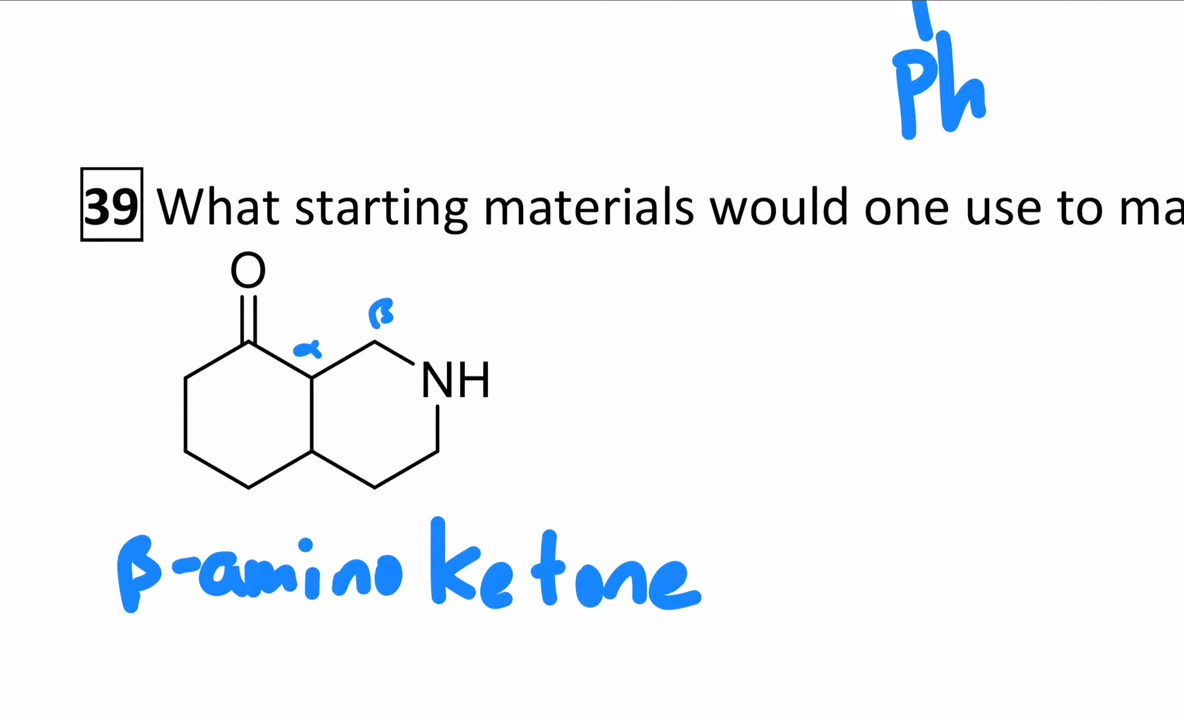 Ph
39 What starting materials would one use to ma
O
β
α
NH
β-amino ketone